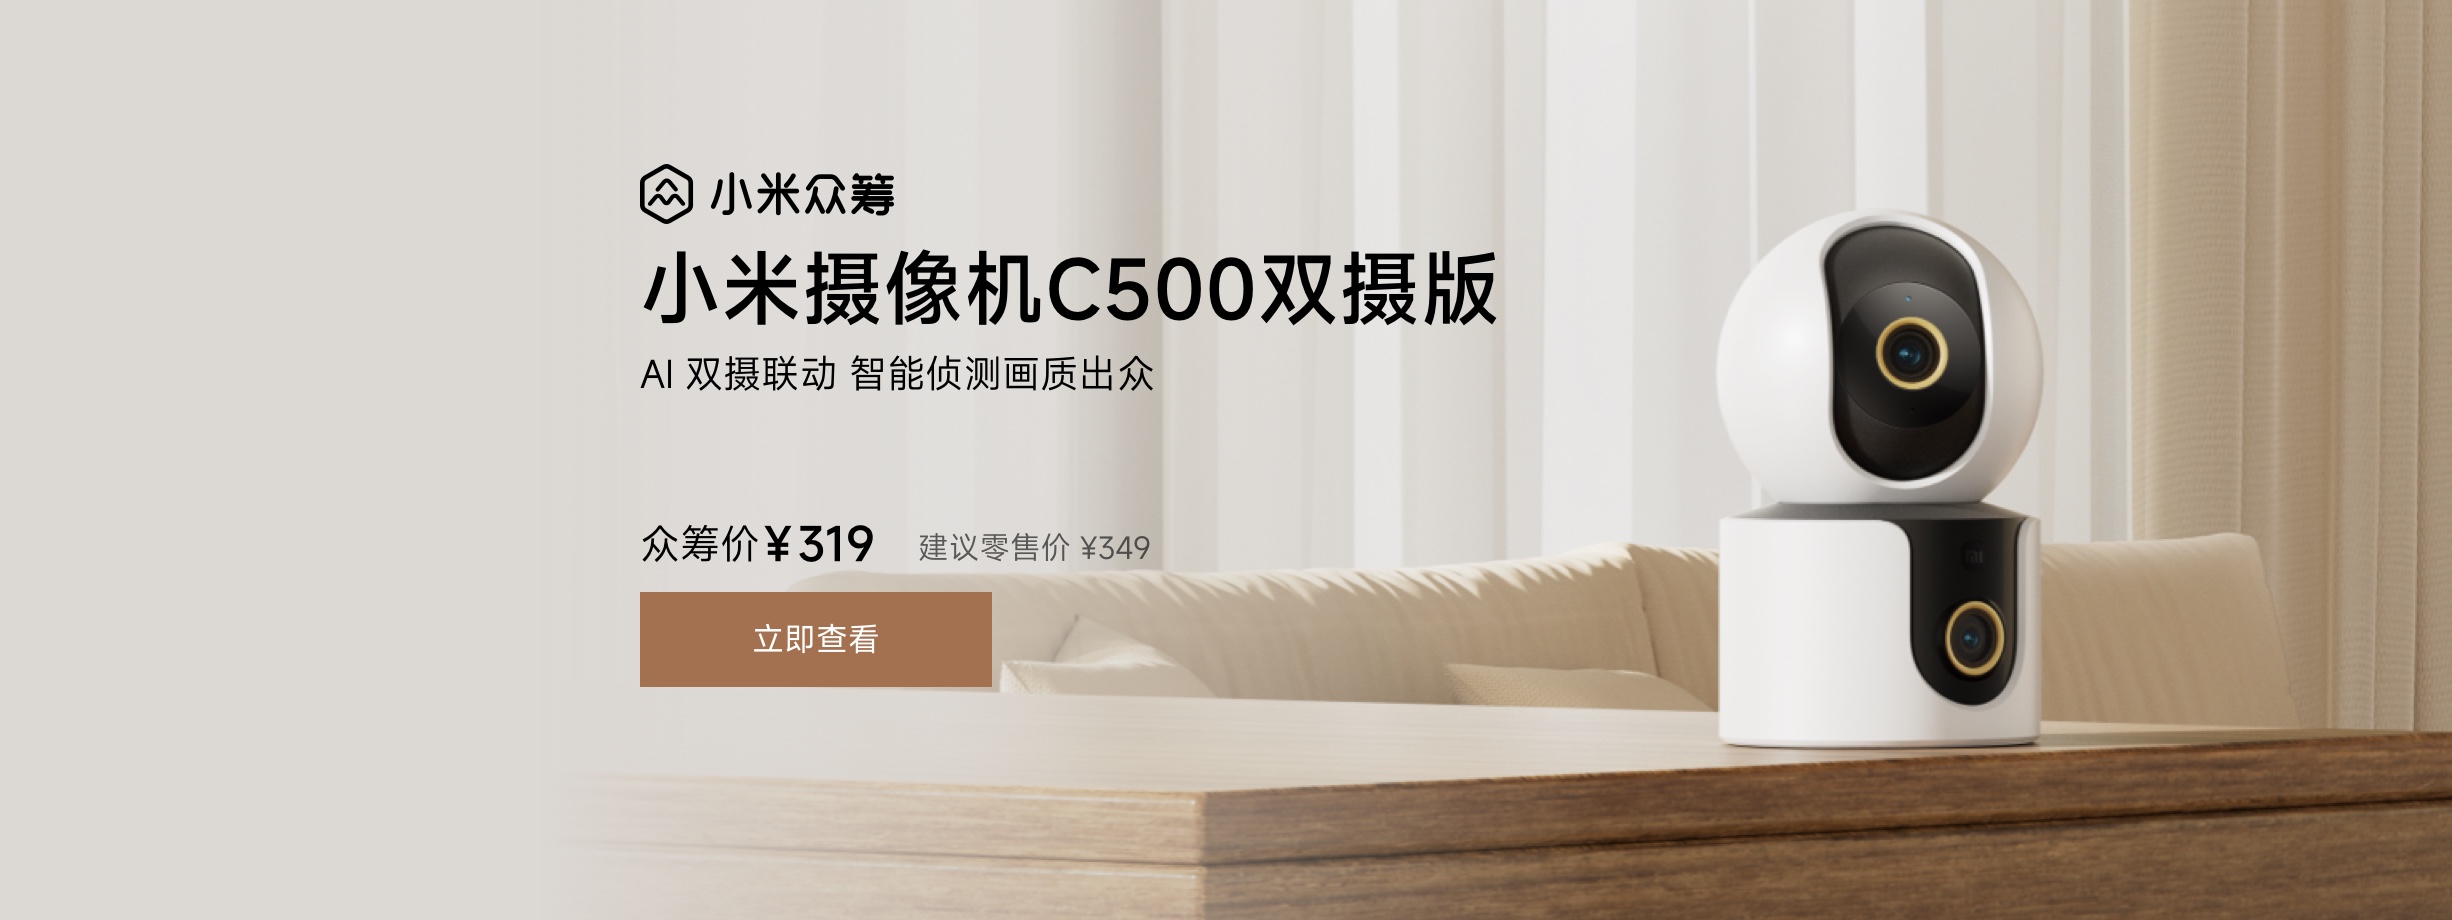 小米众筹
小米摄像机C500双摄版
AI 双摄联动 智能侦测画质出众
众筹价¥319 建议零售价 ¥349
立即查看
mi